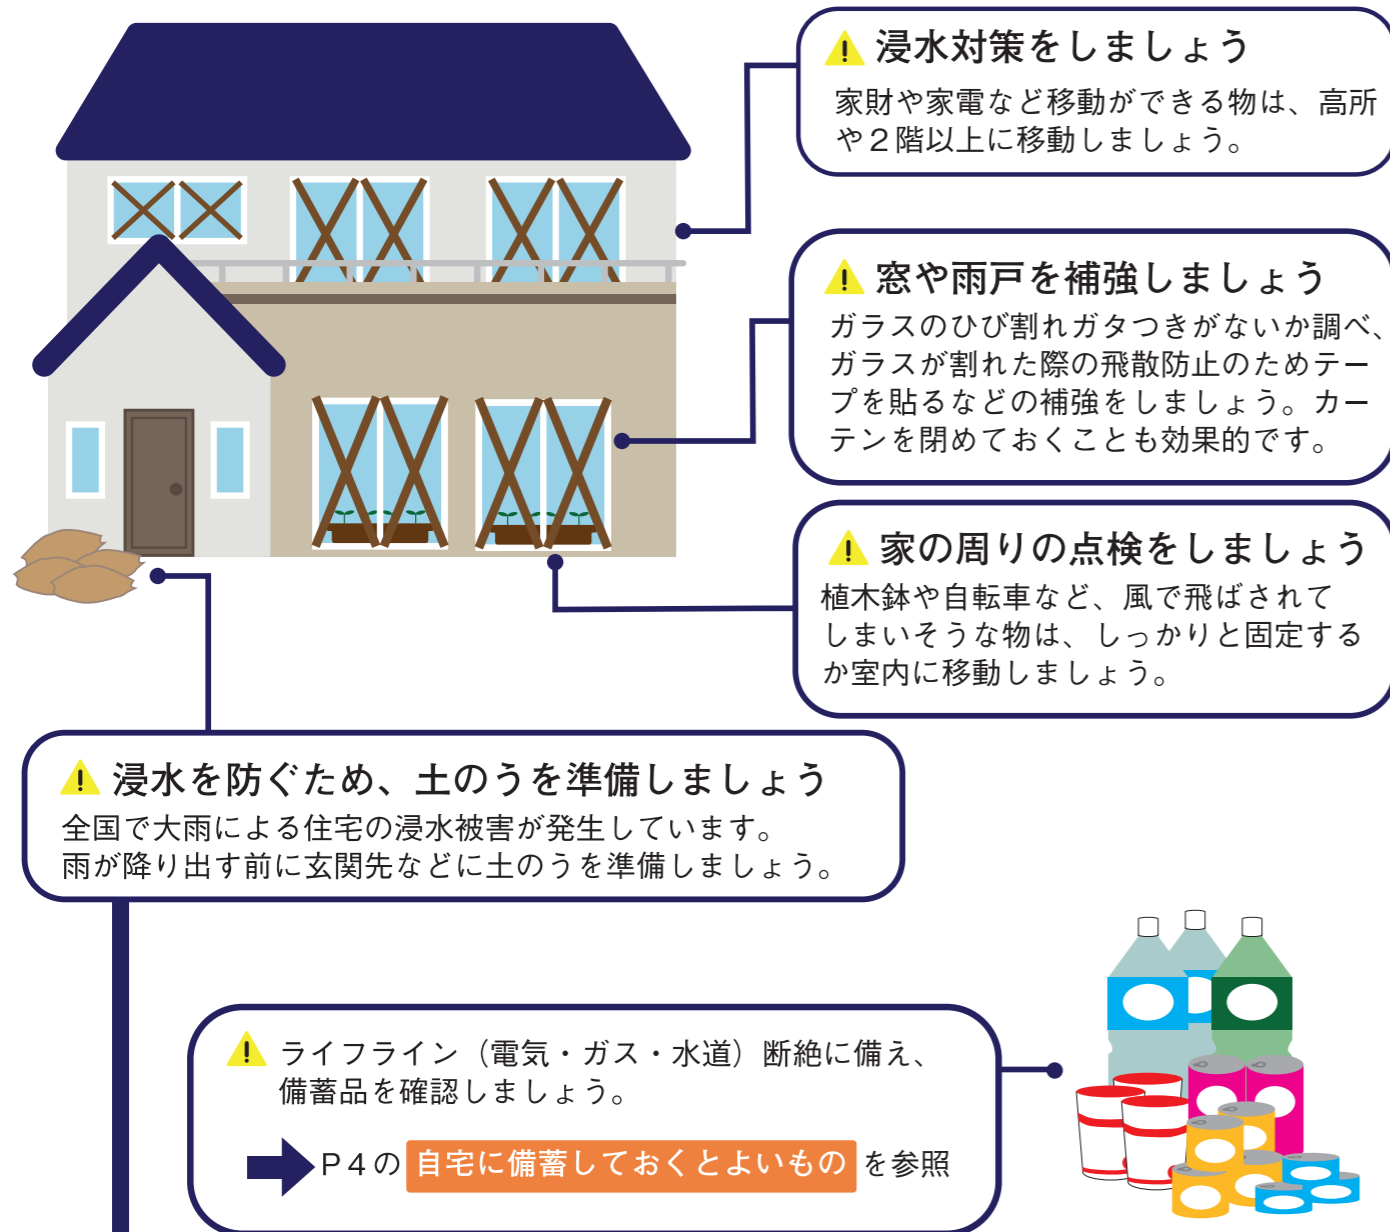 浸水対策をしましょう
家財や家電など移動ができる物は、高所
や２階以上に移動しましょう。
窓や雨戸を補強しましょう
ガラスのひび割れガタつきがないか調べ、
ガラスが割れた際の飛散防止のためテー
プを貼るなどの補強をしましょう。カー
テンを閉めておくことも効果的です。
家の周りの点検をしましょう
植木鉢や自転車など、風で飛ばされて
しまいそうな物は、しっかりと固定する
か室内に移動しましょう。
浸水を防ぐため、土のうを準備しましょう
全国で大雨による住宅の浸水被害が発生しています。
雨が降り出す前に玄関先などに土のうを準備しましょう。
ライフライン（電気・ガス・水道）断絶に備え、
備蓄品を確認しましょう。
P４の 自宅に備蓄しておくとよいもの を参照